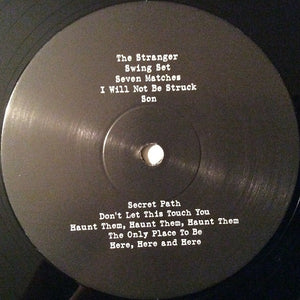 The Stranger
Swing Set
Seven Matches
I Will Not Be Struck
Son
Secret Path
Don't Let This Touch You
Haunt Them, Haunt Them, Haunt Them
The Only Place To Be
Here, Here and Here